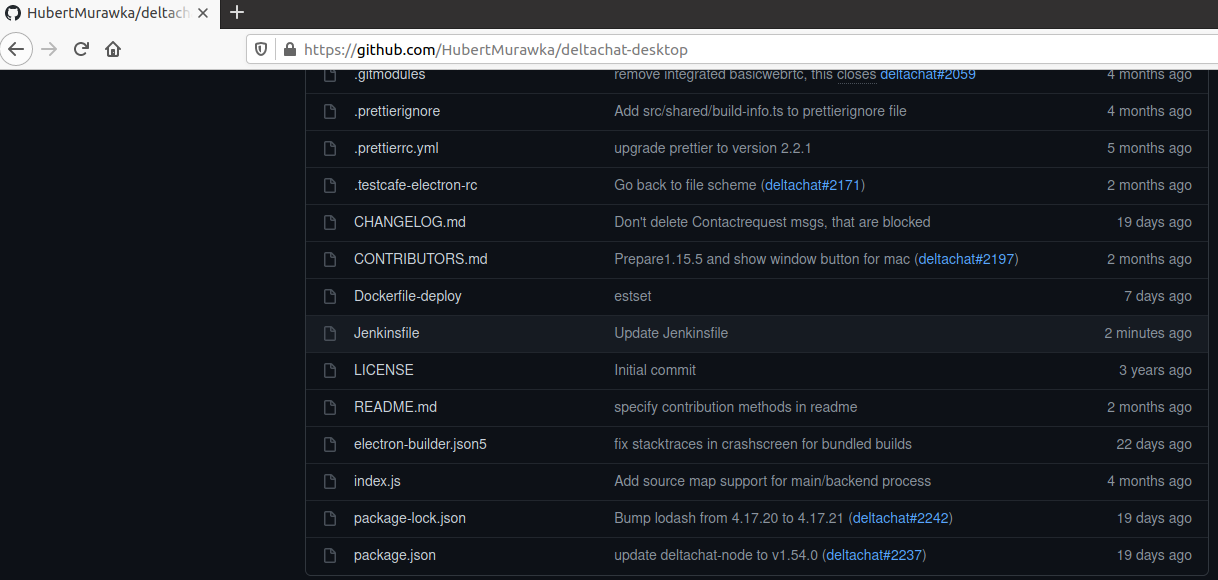 HubertMurawka/deltach
https://github.com/HubertMurawka/deltachat-desktop
.gitmodules remove integrated basicwebrtc, this closes deltachat#2059 4 months ago
.prettierignore Add src/shared/build-info.ts to prettierignore file 4 months ago
.prettierrc.yml upgrade prettier to version 2.2.1 5 months ago
.testcafe-electron-rc Go back to file scheme (deltachat#2171) 2 months ago
CHANGELOG.md Don't delete Contactrequest msgs, that are blocked 19 days ago
CONTRIBUTORS.md Prepare1.15.5 and show window button for mac (deltachat#2197) 2 months ago
Dockerfile-deploy estset 7 days ago
Jenkinsfile Update Jenkinsfile 2 minutes ago
LICENSE Initial commit 3 years ago
README.md specify contribution methods in readme 2 months ago
electron-builder.json5 fix stacktraces in crashscreen for bundled builds 22 days ago
index.js Add source map support for main/backend process 4 months ago
package-lock.json Bump lodash from 4.17.20 to 4.17.21 (deltachat#2242) 19 days ago
package.json update deltachat-node to v1.54.0 (deltachat#2237) 19 days ago